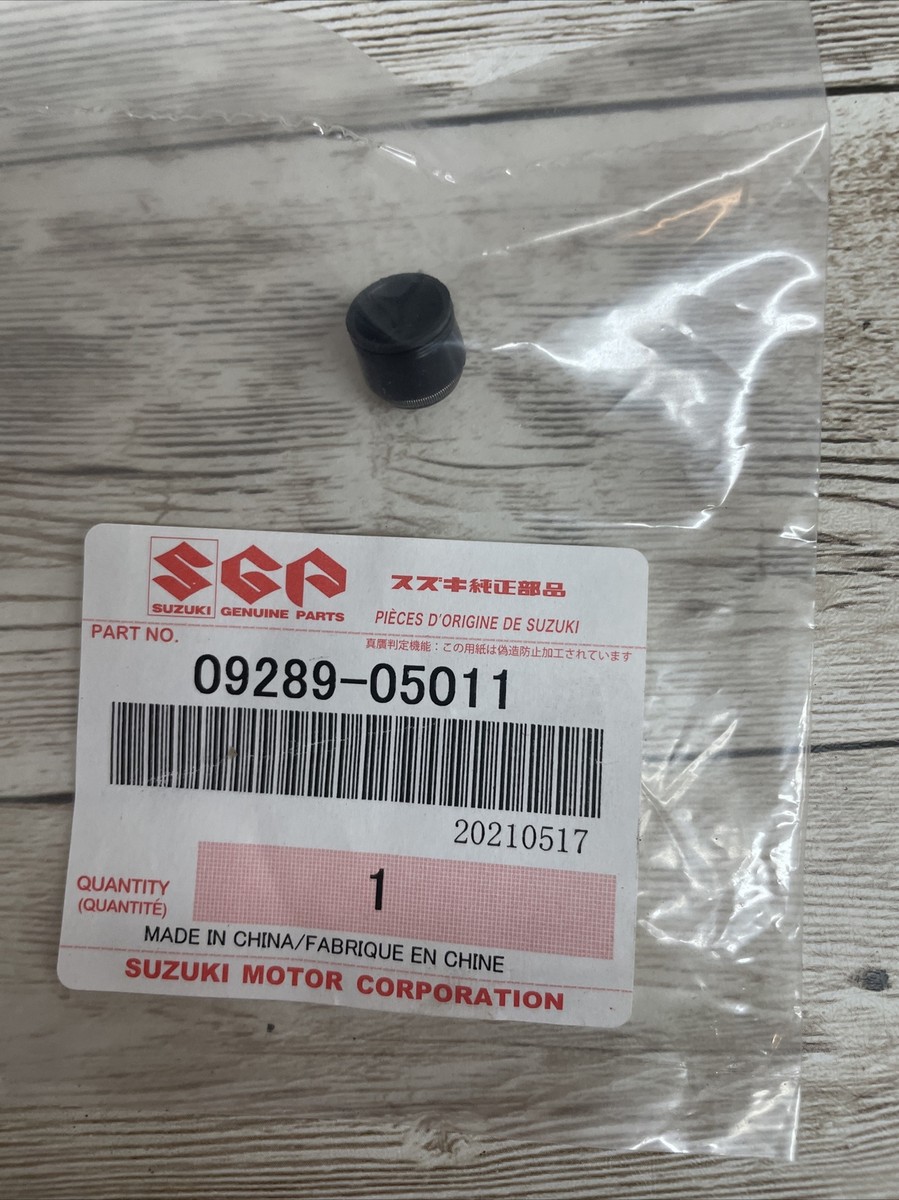 SGP
SUZUKI GENUINE PARTS
スズキ純正部品
PIÈCES D'ORIGINE DE SUZUKI
PART NO.
真贋判定機能：この用紙は偽造防止加工されています
09289-05011
20210517
QUANTITY
(QUANTITÉ)
1
MADE IN CHINA/FABRIQUE EN CHINE
SUZUKI MOTOR CORPORATION